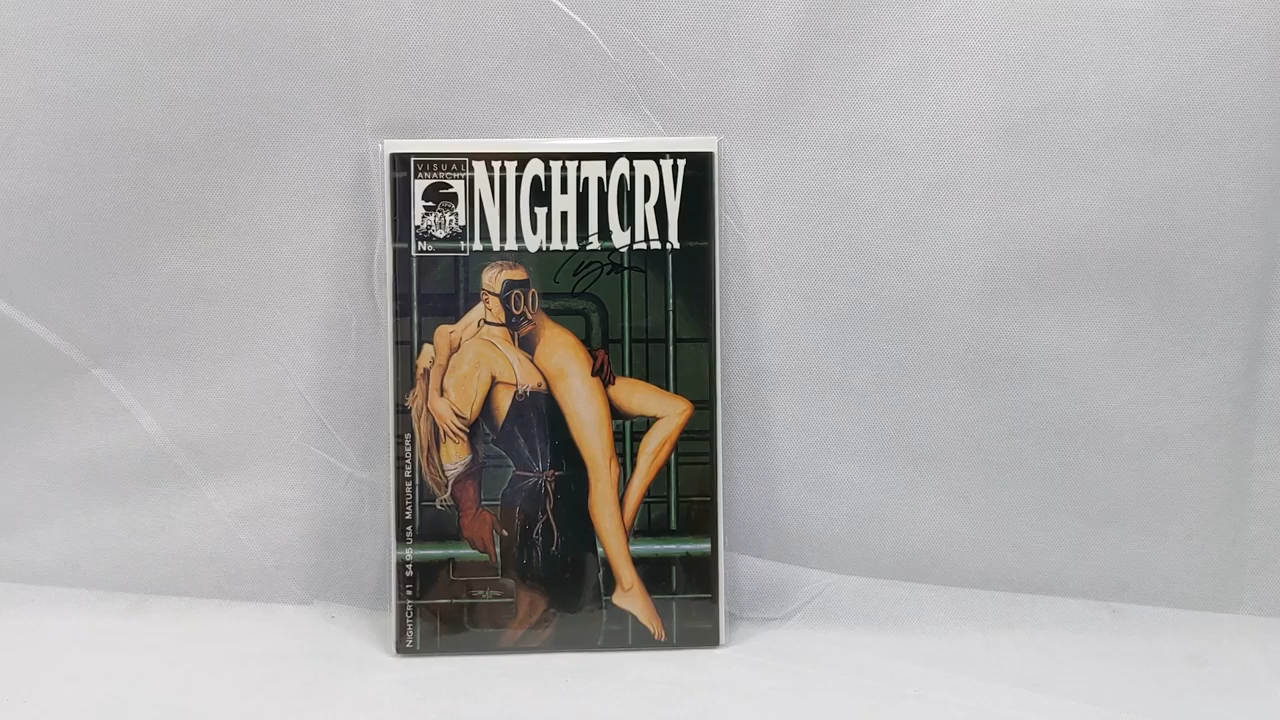 VISUAL
ANARCHY
No. 1
NIGHTCRY
NIGHTCRY #1 $4.95 USA MATURE READERS